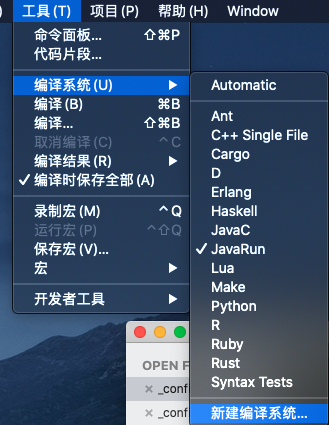 工具 (T) 项目 (P) 帮助 (H) Window
命令面板... ⇧⌘P
代码片段...
编译系统 (U) ▶
编译 (B) ⌘B
编译... ⇧⌘B
取消编译 (C) ⌃C
编译结果 (R) ▶
✓ 编译时保存全部 (A)
录制宏 (M) ⌃Q
运行宏 (P) ⌃⇧Q
保存宏 (V)...
宏 ▶
开发者工具 ▶
Automatic
Ant
C++ Single File
Cargo
D
Erlang
Haskell
JavaC
✓ JavaRun
Lua
Make
Python
R
Ruby
Rust
Syntax Tests
新建编译系统...
OPEN F
× _conf
× _conf